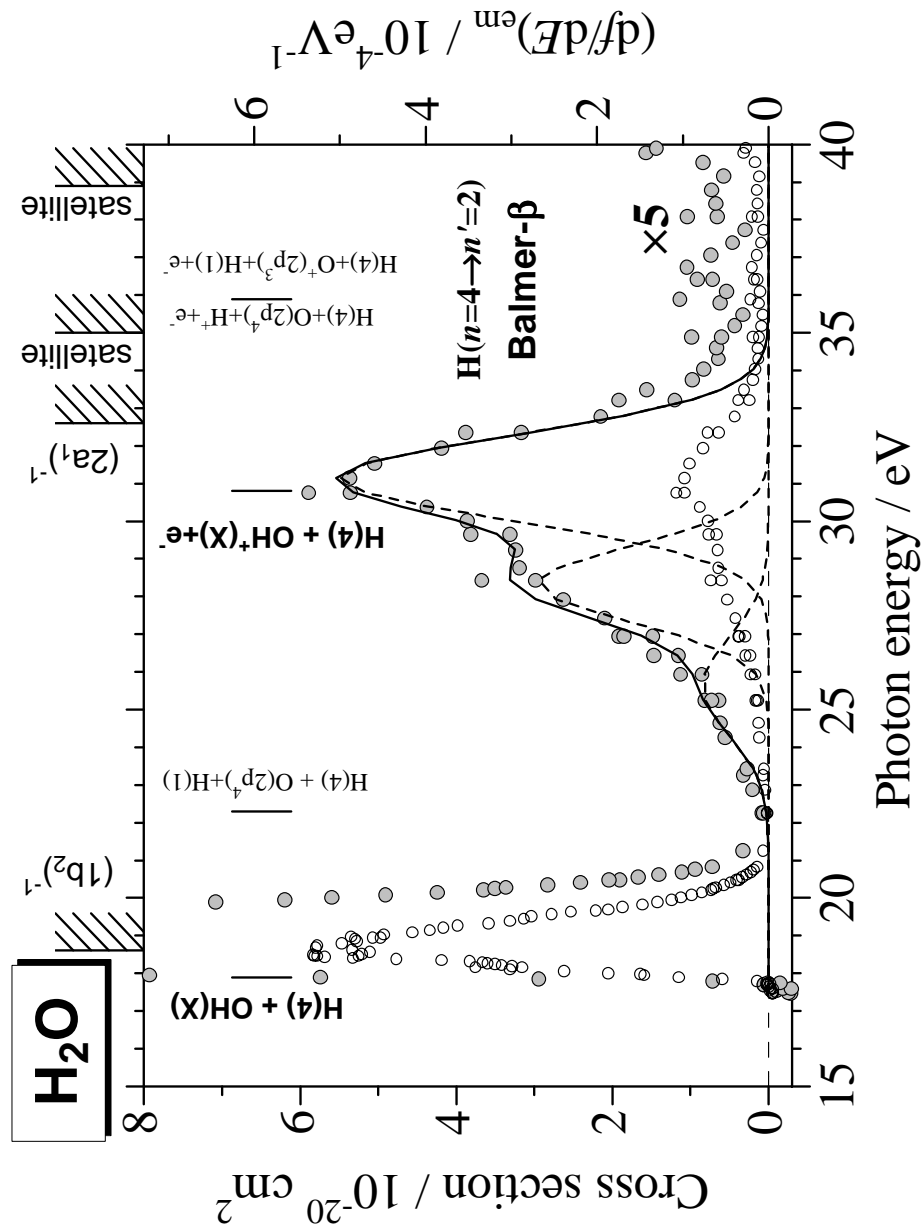 H₂O
(1b₂)⁻¹
(2a₁)⁻¹
satellite
satellite
H(4) + OH(X)
H(4) + O(2p⁴)+H(1)
H(4) + OH⁺(X)+e⁻
H(4)+O(2p⁴)+H⁺+e⁻
H(4)+O⁺(2p³)+H(1)+e⁻
H(n=4→n'=2)
Balmer-β
×5
Cross section / 10⁻²⁰ cm²
8
6
4
2
0
(df/dE)ₑₘ / 10⁻⁴eV⁻¹
6
4
2
0
15
20
25
30
35
40
Photon energy / eV